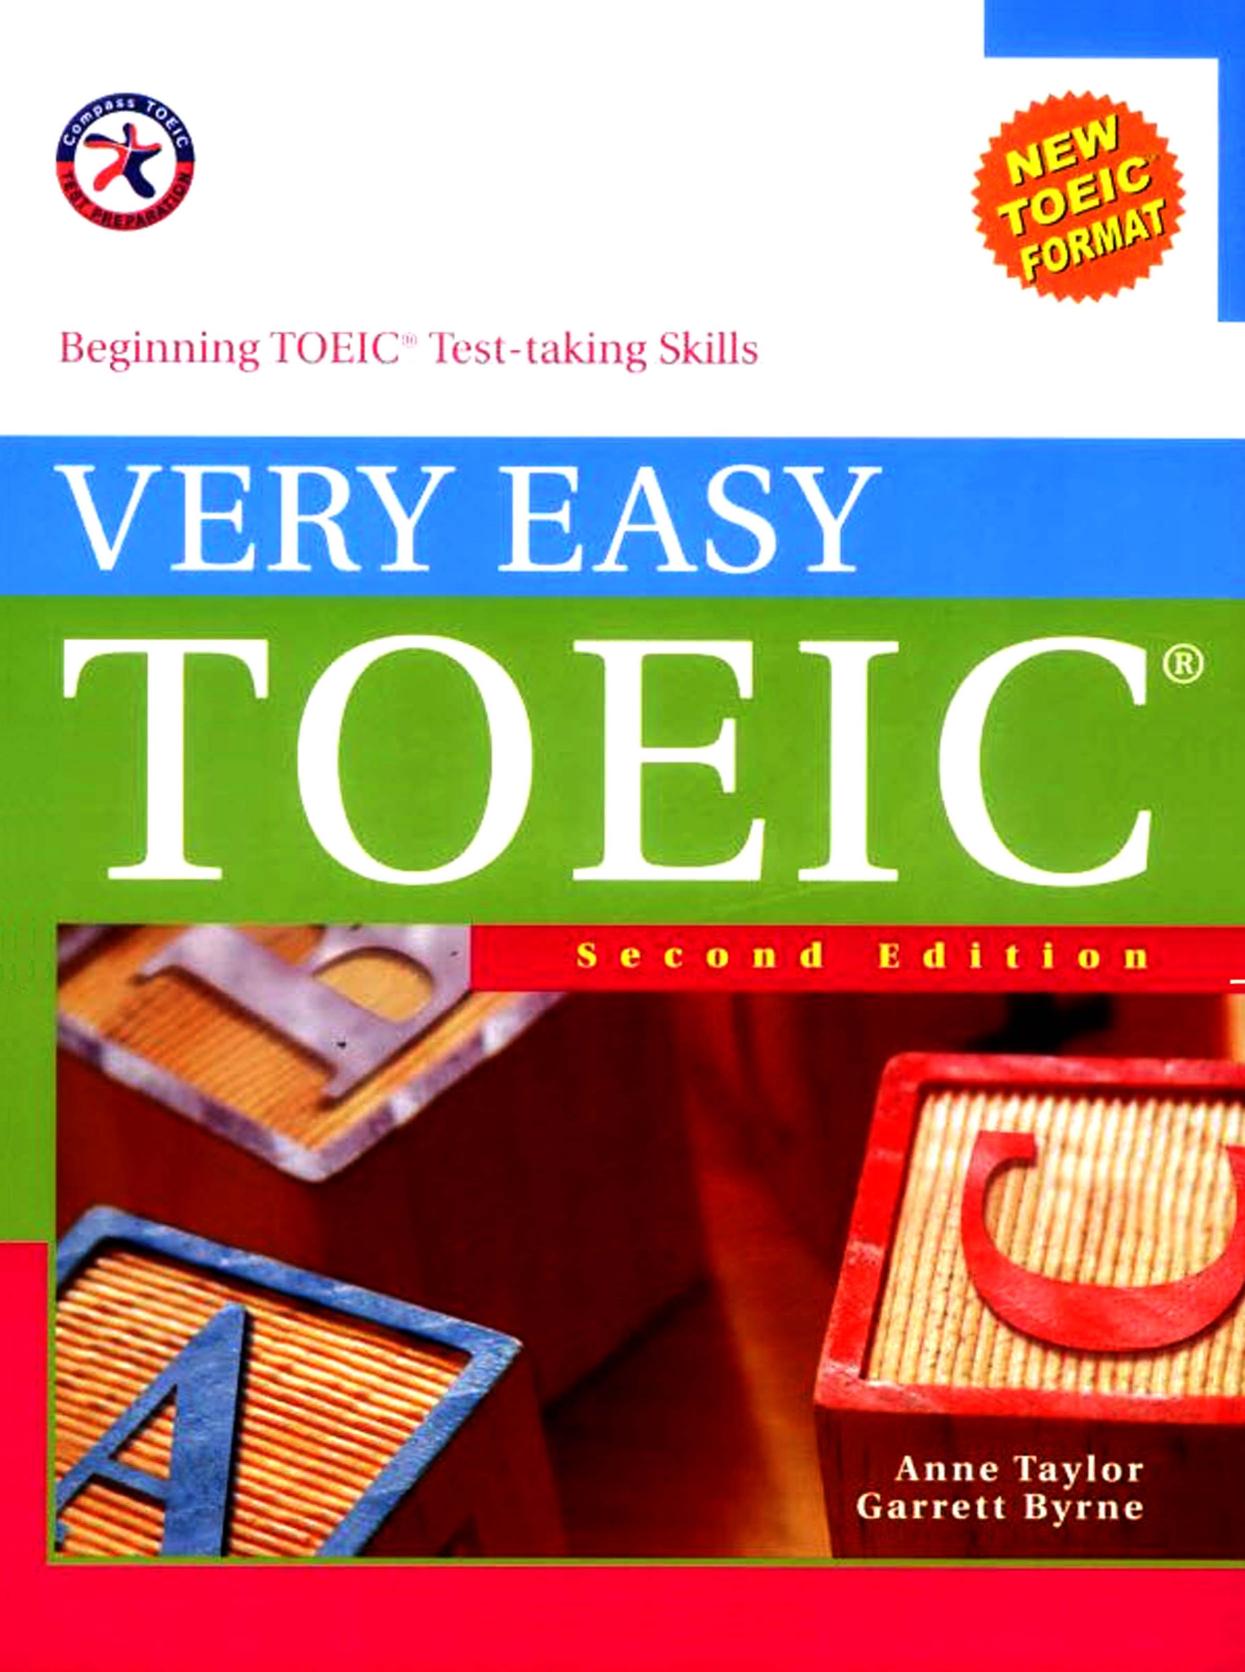 Compass TOEIC
TEST PREPARATION
NEW
TOEIC™
FORMAT
Beginning TOEIC® Test-taking Skills
VERY EASY
TOEIC®
Second Edition
A
C
Anne Taylor
Garrett Byrne